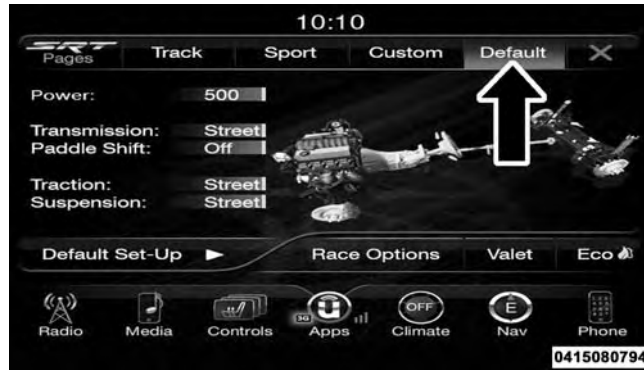 10:10
SRT Pages Track Sport Custom Default X
Power: 500
Transmission: Street
Paddle Shift: Off
Traction: Street
Suspension: Street
Default Set-Up Race Options Valet Eco
3G OFF E
Radio Media Controls Apps Climate Nav Phone
0415080794